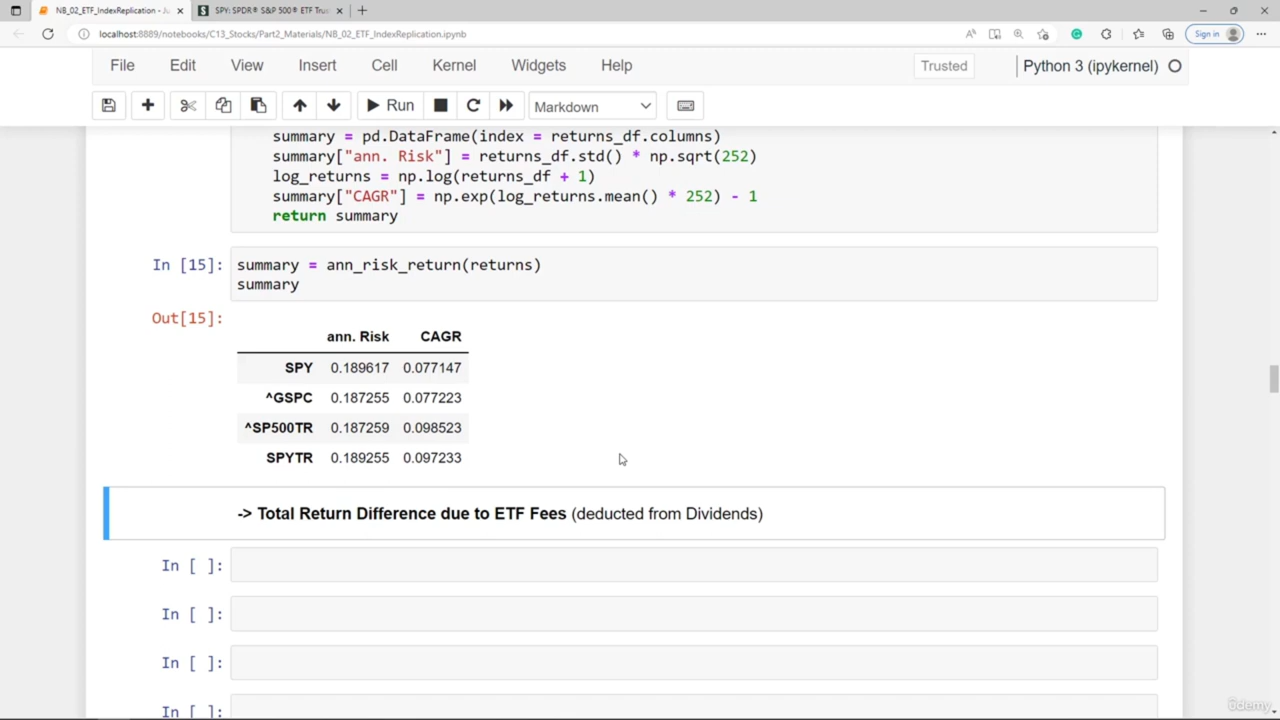 NB_02_ETF_IndexReplication - Ju
SPY: SPDR® S&P 500® ETF Trus
localhost:8889/notebooks/C13_Stocks/Part2_Materials/NB_02_ETF_IndexReplication.ipynb
Sign in
File Edit View Insert Cell Kernel Widgets Help
Trusted
Python 3 (ipykernel)
Run
Markdown
summary = pd.DataFrame(index = returns_df.columns)
summary["ann. Risk"] = returns_df.std() * np.sqrt(252)
log_returns = np.log(returns_df + 1)
summary["CAGR"] = np.exp(log_returns.mean() * 252) - 1
return summary
In [15]: summary = ann_risk_return(returns)
summary
Out[15]:
ann. Risk CAGR
SPY 0.189617 0.077147
^GSPC 0.187255 0.077223
^SP500TR 0.187259 0.098523
SPYTR 0.189255 0.097233
-> Total Return Difference due to ETF Fees (deducted from Dividends)
In [ ]:
In [ ]:
In [ ]:
In [ ]:
Udemy